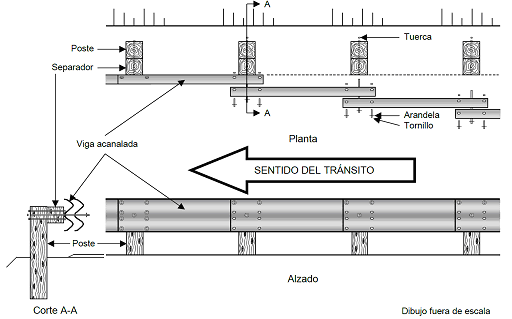 A
Poste
Tuerca
Separador
A
Arandela
Tornillo
Viga acanalada
Planta
SENTIDO DEL TRÁNSITO
Poste
Alzado
Corte A-A
Dibujo fuera de escala